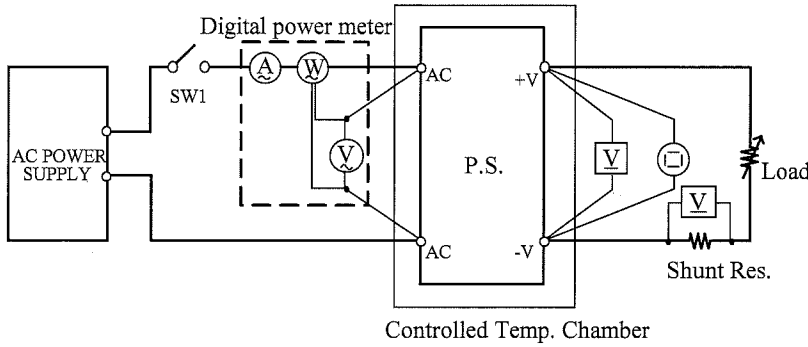 Digital power meter
A
W
SW1
V
AC POWER
SUPPLY
AC
AC
P.S.
+V
-V
V
V
Load
Shunt Res.
Controlled Temp. Chamber